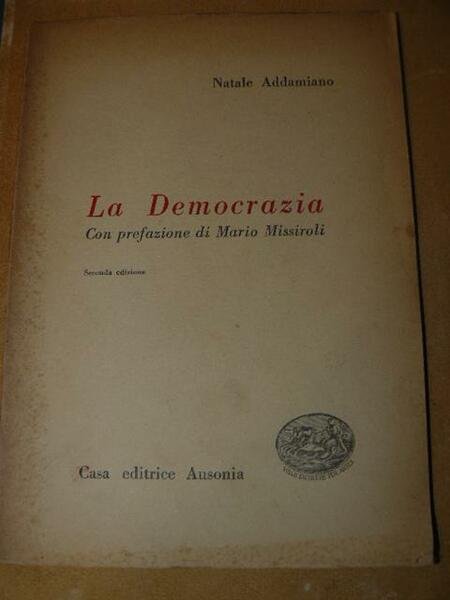 Natale Addamiano
La Democrazia
Con prefazione di Mario Missiroli
Seconda edizione
Casa editrice Ausonia